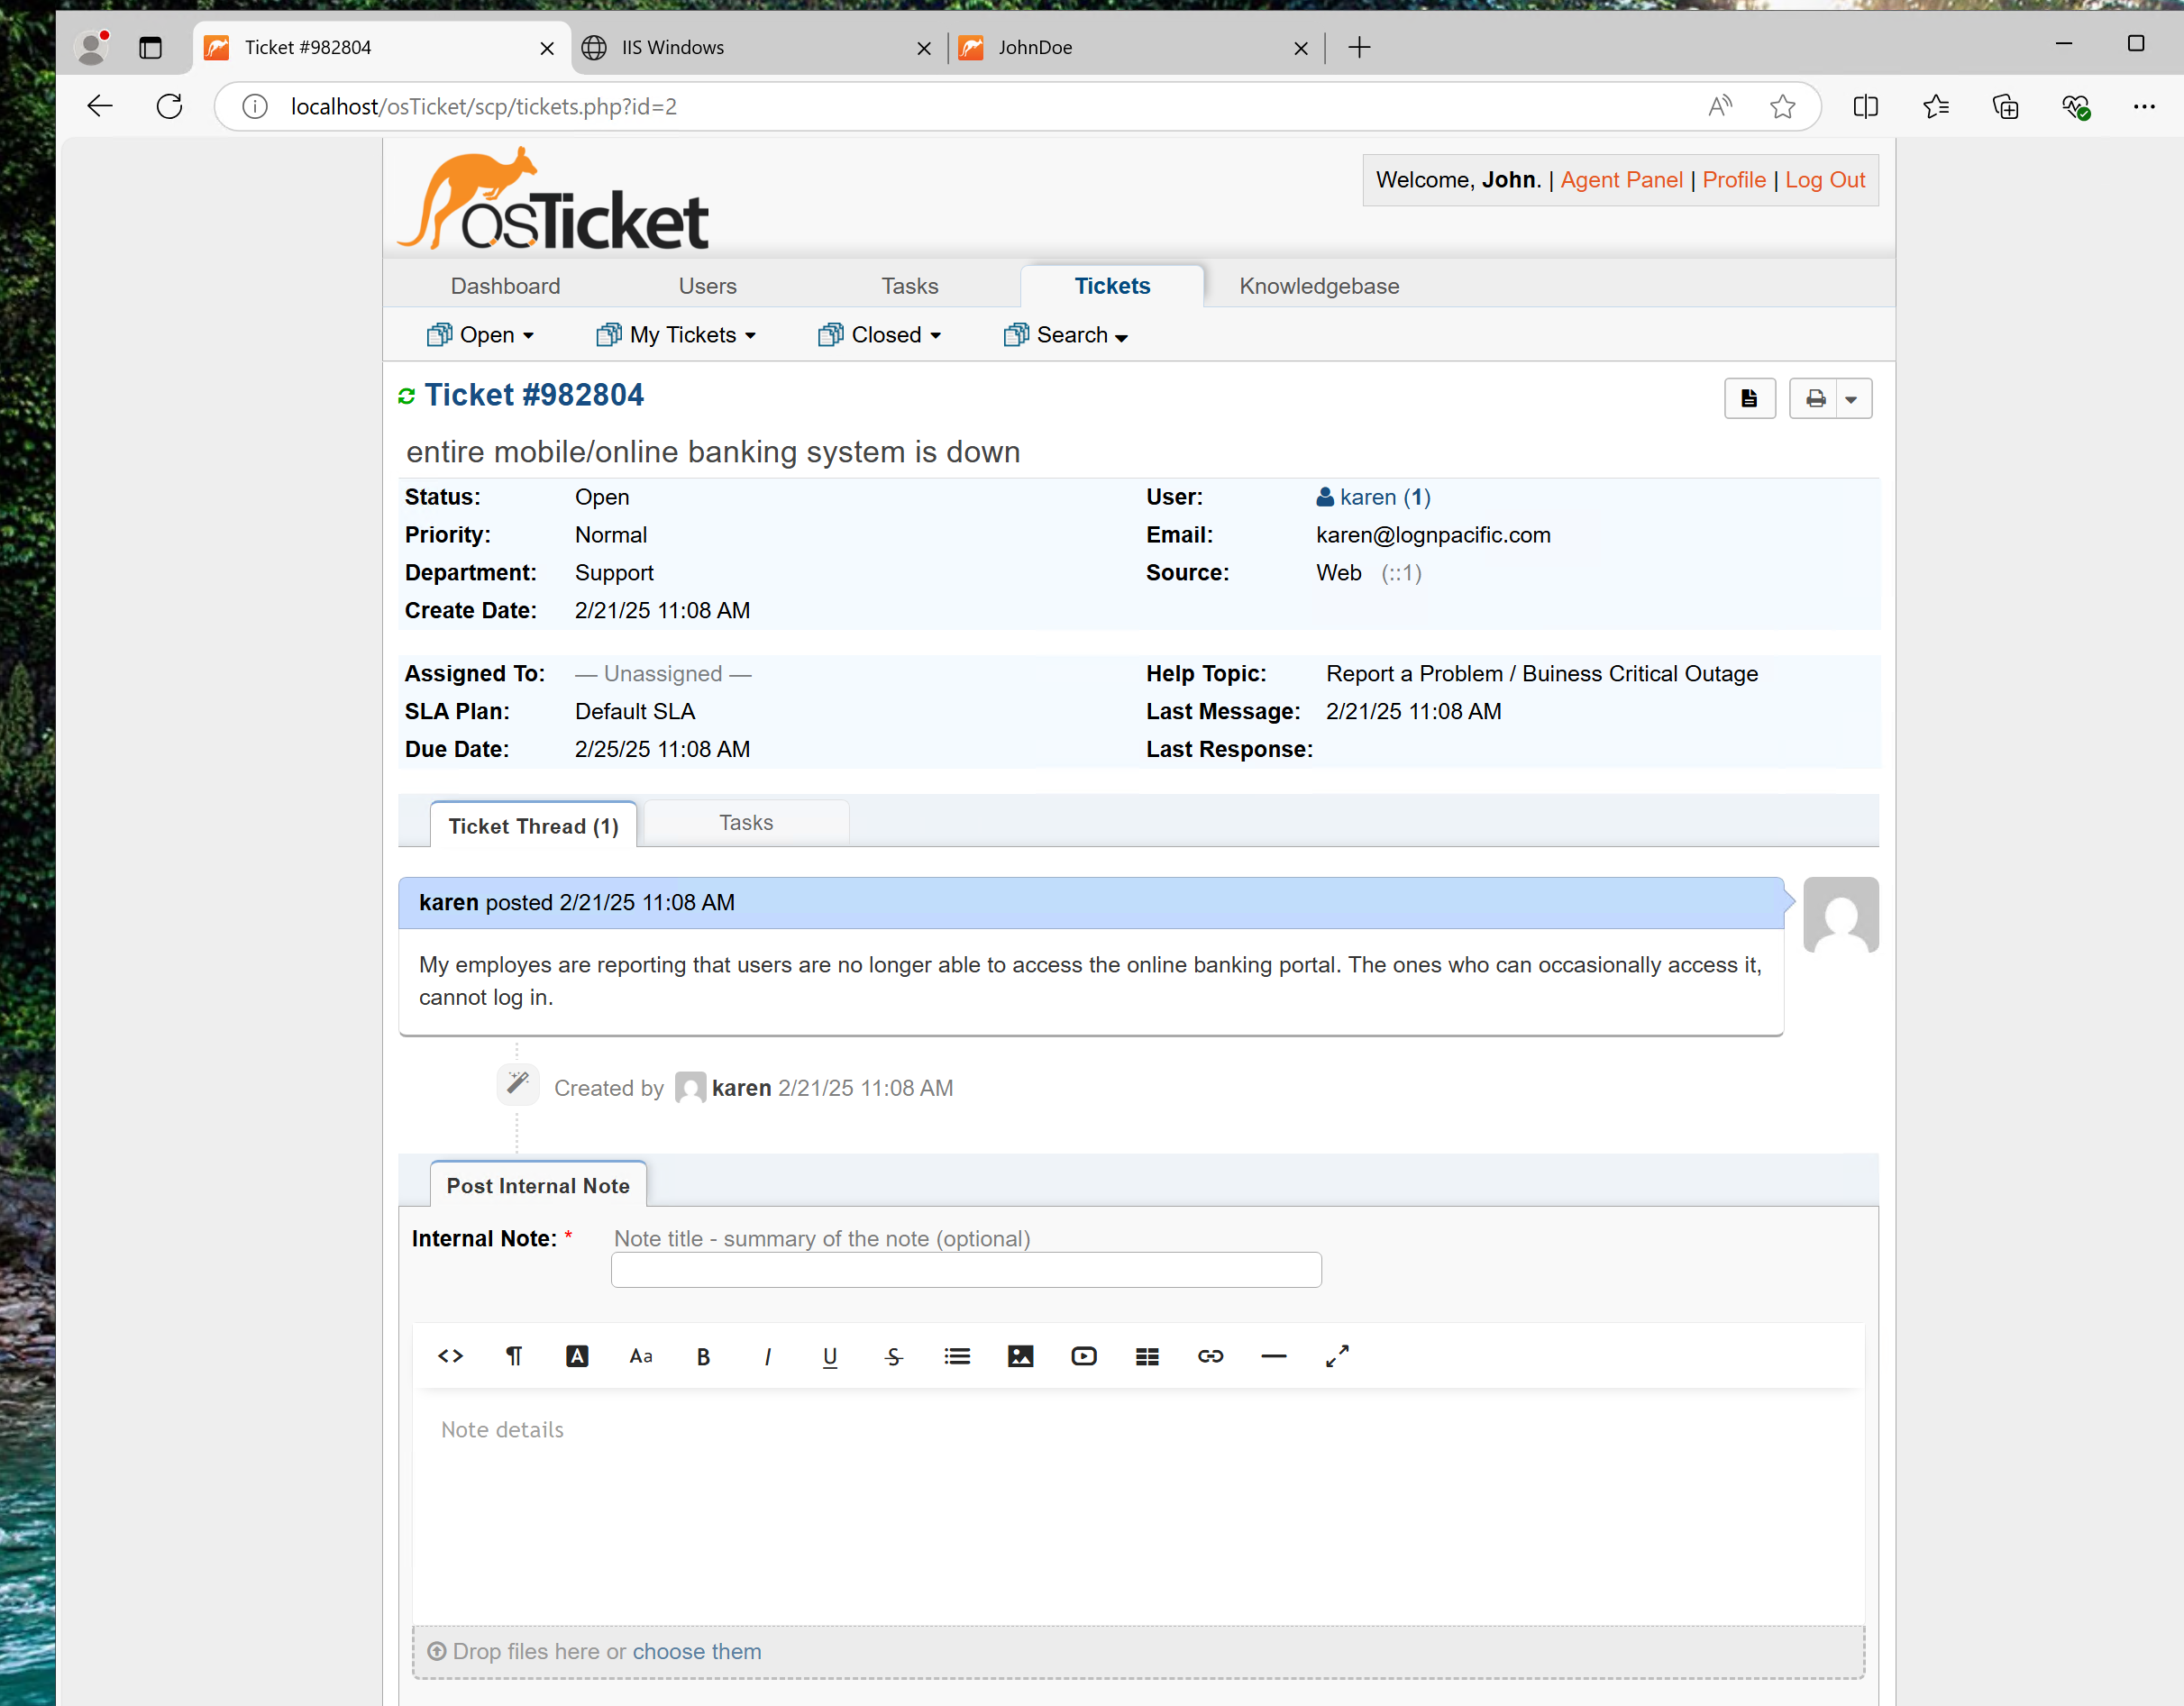 Ticket #982804
IIS Windows
JohnDoe
localhost/osTicket/scp/tickets.php?id=2
osTicket
Welcome, John. | Agent Panel | Profile | Log Out
Dashboard Users Tasks Tickets Knowledgebase
Open My Tickets Closed Search
Ticket #982804
entire mobile/online banking system is down
Status: Open User: karen (1)
Priority: Normal Email: karen@lognpacific.com
Department: Support Source: Web (::1)
Create Date: 2/21/25 11:08 AM
Assigned To: — Unassigned — Help Topic: Report a Problem / Buiness Critical Outage
SLA Plan: Default SLA Last Message: 2/21/25 11:08 AM
Due Date: 2/25/25 11:08 AM Last Response:
Ticket Thread (1) Tasks
karen posted 2/21/25 11:08 AM
My employes are reporting that users are no longer able to access the online banking portal. The ones who can occasionally access it,
cannot log in.
Created by karen 2/21/25 11:08 AM
Post Internal Note
Internal Note: * Note title - summary of the note (optional)
<> ¶ A Aa B I U S
Note details
Drop files here or choose them